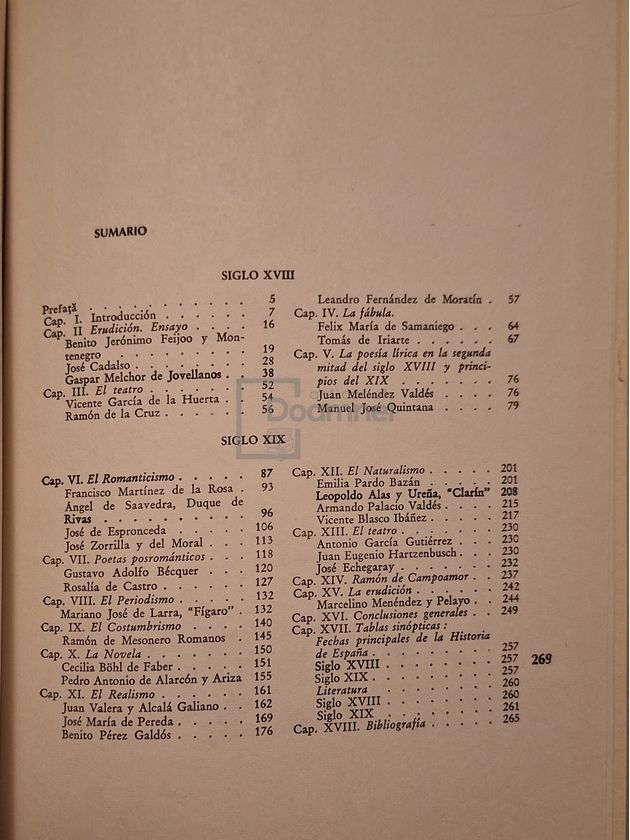 SUMARIO
SIGLO XVIII
Prefață . . . . . . . . . . 5
Cap. I. Introducción . . . . . . 7
Cap. II Erudición. Ensayo . . . . 16
Benito Jerónimo Feijoo y Mon-
tenegro . . . . . . . . 19
José Cadalso . . . . . . . 28
Gaspar Melchor de Jovellanos . . 38
Cap. III. El teatro . . . . . . . 52
Vicente García de la Huerta . . 54
Ramón de la Cruz . . . . . . 56
Leandro Fernández de Moratín . 57
Cap. IV. La fábula.
Felix María de Samaniego . . . 64
Tomás de Iriarte . . . . . . 67
Cap. V. La poesía lírica en la segunda
mitad del siglo XVIII y princi-
pios del XIX . . . . . . . 76
Juan Meléndez Valdés . . . . 76
Manuel José Quintana . . . . 79
Doamnei
SIGLO XIX
Cap. VI. El Romanticismo . . . . . 87
Francisco Martínez de la Rosa . 93
Ángel de Saavedra, Duque de
Rivas . . . . . . . . . 96
José de Espronceda . . . . . 106
José Zorrilla y del Moral . . . 113
Cap. VII. Poetas posrománticos . . . 118
Gustavo Adolfo Bécquer . . . 120
Rosalía de Castro . . . . . . 127
Cap. VIII. El Periodismo . . . . . 132
Mariano José de Larra, "Fígaro" . 132
Cap. IX. El Costumbrismo . . . . 140
Ramón de Mesonero Romanos . 145
Cap. X. La Novela . . . . . . . 150
Cecilia Böhl de Faber . . . . . 151
Pedro Antonio de Alarcón y Ariza 155
Cap. XI. El Realismo . . . . . . 161
Juan Valera y Alcalá Galiano . . 162
José María de Pereda . . . . . 169
Benito Pérez Galdós . . . . . 176
Cap. XII. El Naturalismo . . . . . 201
Emilia Pardo Bazán . . . . . 201
Leopoldo Alas y Ureña, "Clarín" 208
Armando Palacio Valdés . . . . 215
Vicente Blasco Ibáñez . . . . . 217
Cap. XIII. El teatro . . . . . . . 230
Antonio García Gutiérrez . . . 230
Juan Eugenio Hartzenbusch . . . 230
José Echegaray . . . . . . . 232
Cap. XIV. Ramón de Campoamor . . 237
Cap. XV. La erudición . . . . . . 242
Marcelino Menéndez y Pelayo . . 244
Cap. XVI. Conclusiones generales . . 249
Cap. XVII. Tablas sinópticas :
Fechas principales de la Historia
de España . . . . . . . . 257
Siglo XVIII . . . . . . . 257
Siglo XIX . . . . . . . . 257
Literatura . . . . . . . . 260
Siglo XVIII . . . . . . . 260
Siglo XIX . . . . . . . . 261
Cap. XVIII. Bibliografía . . . . . 265
269